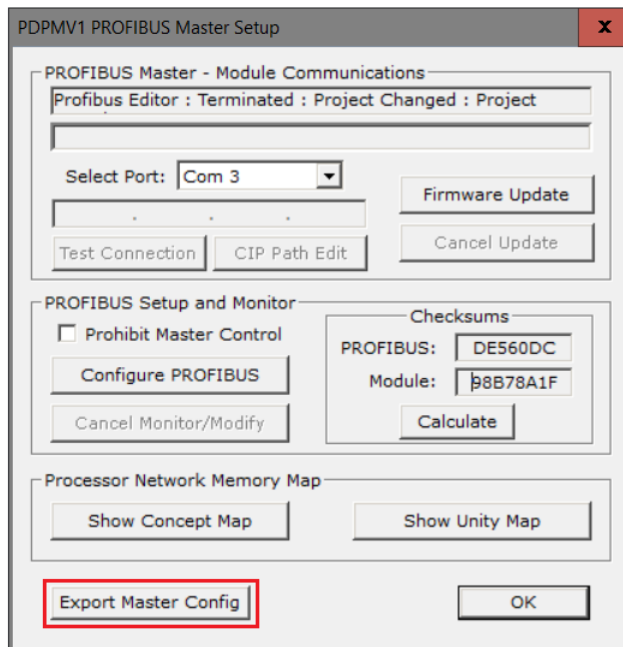 PDPMV1 PROFIBUS Master Setup
x
PROFIBUS Master - Module Communications
Profibus Editor : Terminated : Project Changed : Project
Select Port: Com 3
Firmware Update
. . .
Test Connection CIP Path Edit Cancel Update
PROFIBUS Setup and Monitor
Prohibit Master Control
Checksums
PROFIBUS: DE560DC
Configure PROFIBUS
Module: 98B78A1F
Cancel Monitor/Modify
Calculate
Processor Network Memory Map
Show Concept Map Show Unity Map
Export Master Config OK